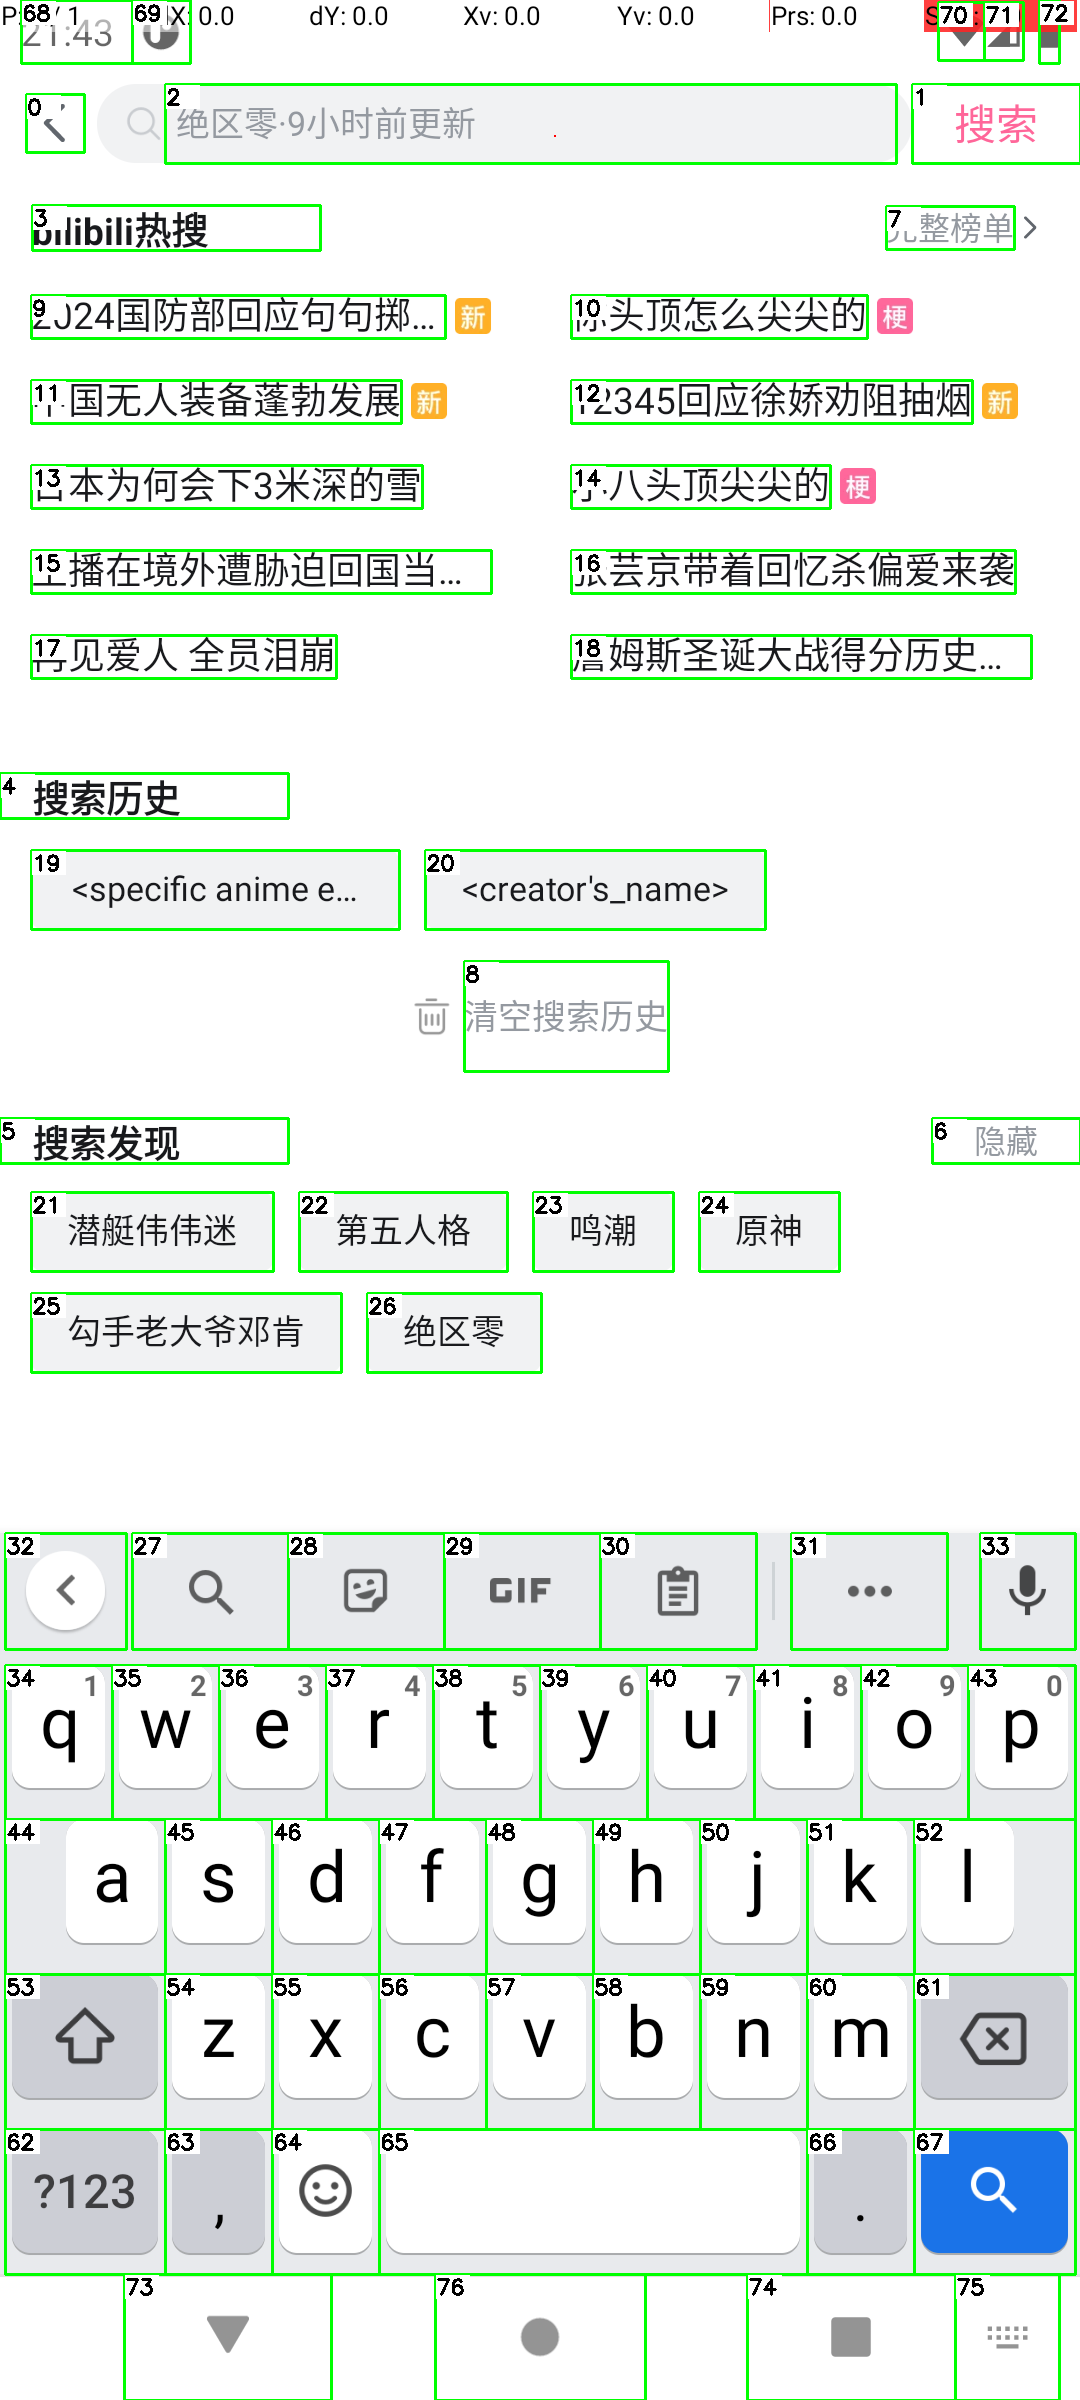 P: 0 / 1 dX: 0.0 dY: 0.0 Xv: 0.0 Yv: 0.0 Prs: 0.0
68 69 70 71 72
21:43
0 2 绝区零·9小时前更新 1 搜索
3 bilibili热搜 7 完整榜单
9 2024国防部回应句句掷... 新 10 你头顶怎么尖尖的 梗
11 中国无人装备蓬勃发展 新 12 12345回应徐娇劝阻抽烟 新
13 日本为何会下3米深的雪 14 小八头顶尖尖的 梗
15 主播在境外遭胁迫回国当... 16 张芸京带着回忆杀偏爱来袭
17 再见爱人 全员泪崩 18 詹姆斯圣诞大战得分历史...
4 搜索历史
19 <specific anime e... 20 <creator's_name>
8 清空搜索历史
5 搜索发现 6 隐藏
21 潜艇伟伟迷 22 第五人格 23 鸣潮 24 原神
25 勾手老大爷邓肯 26 绝区零
32 27 28 29 GIF 30 31 33
34 q 1 35 w 2 36 e 3 37 r 4 38 t 5 39 y 6 40 u 7 41 i 8 42 o 9 43 p 0
44 a 45 s 46 d 47 f 48 g 49 h 50 j 51 k 52 l
53 54 z 55 x 56 c 57 v 58 b 59 n 60 m 61
62 ?123 63 , 64 65 66 . 67
73 76 74 75